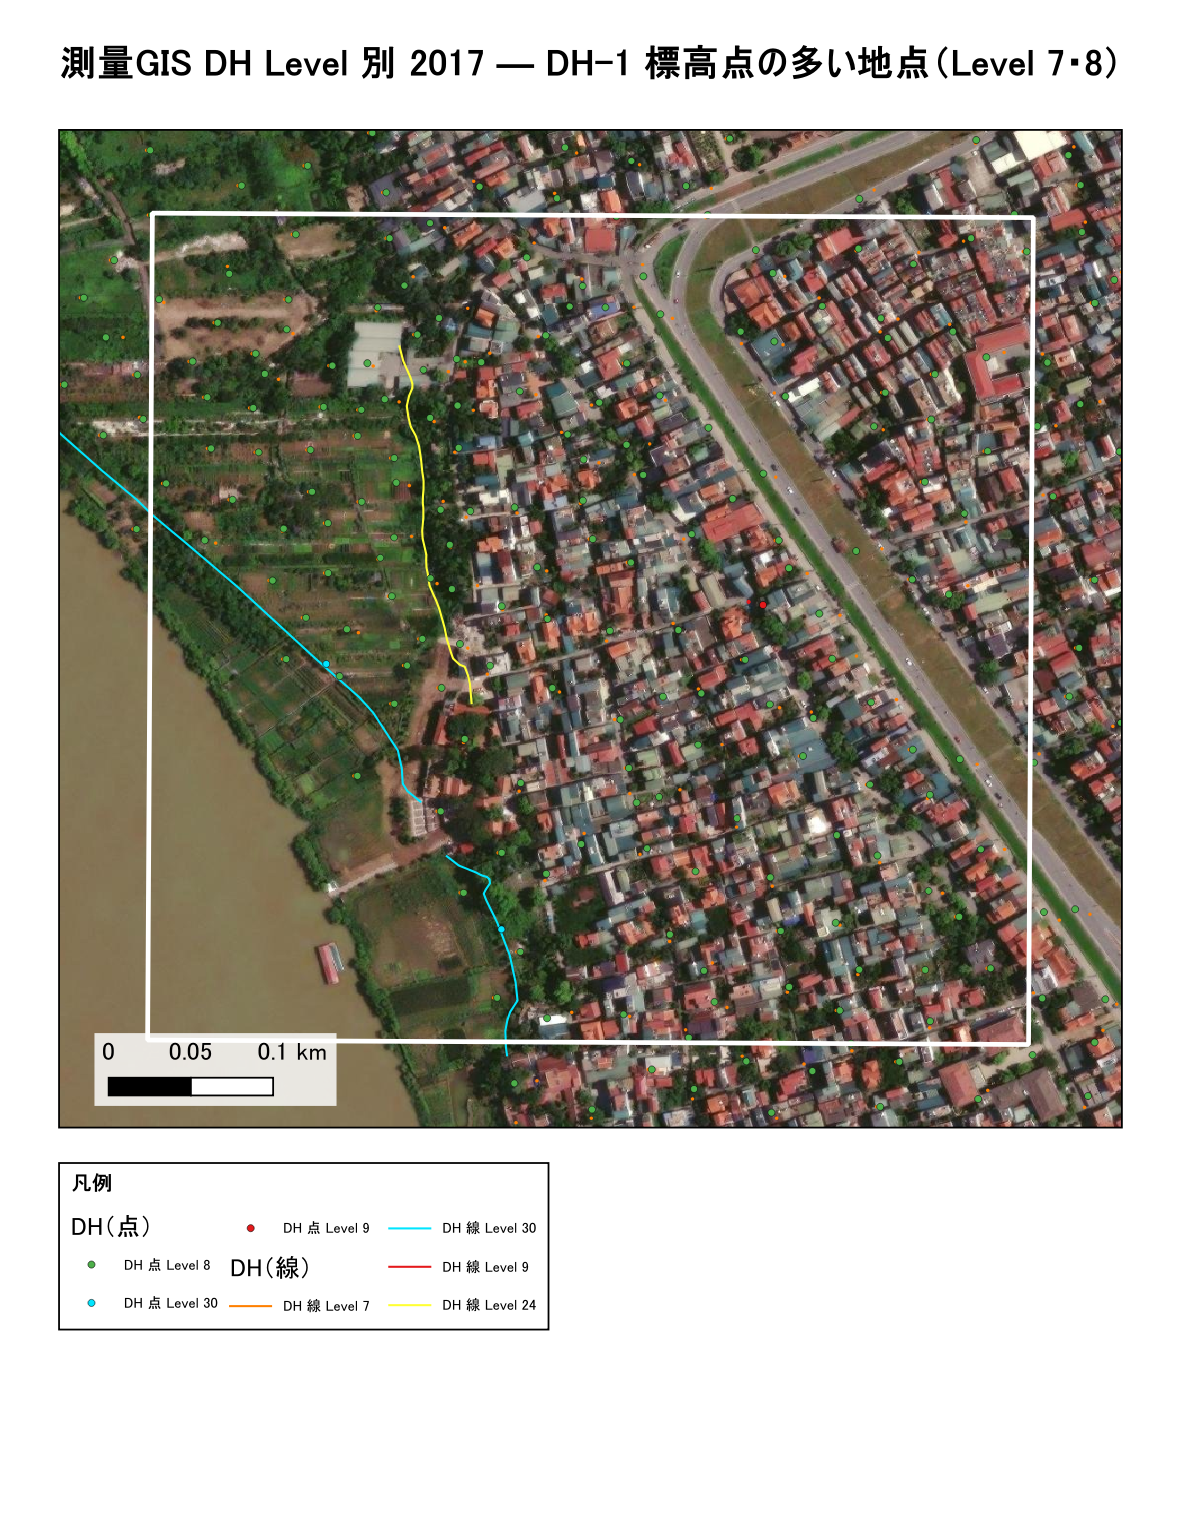 測量GIS DH Level 別 2017 — DH-1 標高点の多い地点(Level 7・8)
0 0.05 0.1 km
凡例
DH(点)
DH 点 Level 8
DH 点 Level 30
DH 点 Level 9
DH(線)
DH 線 Level 7
DH 線 Level 30
DH 線 Level 9
DH 線 Level 24